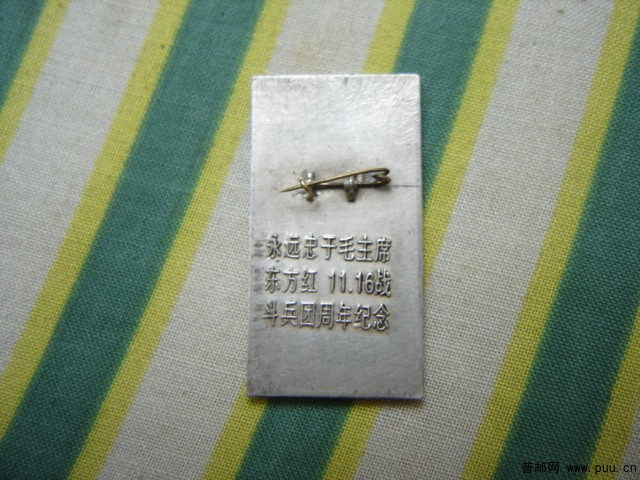 永远忠于毛主席
东方红 11.16战
斗兵团周年纪念
普邮网 www.puu.cn